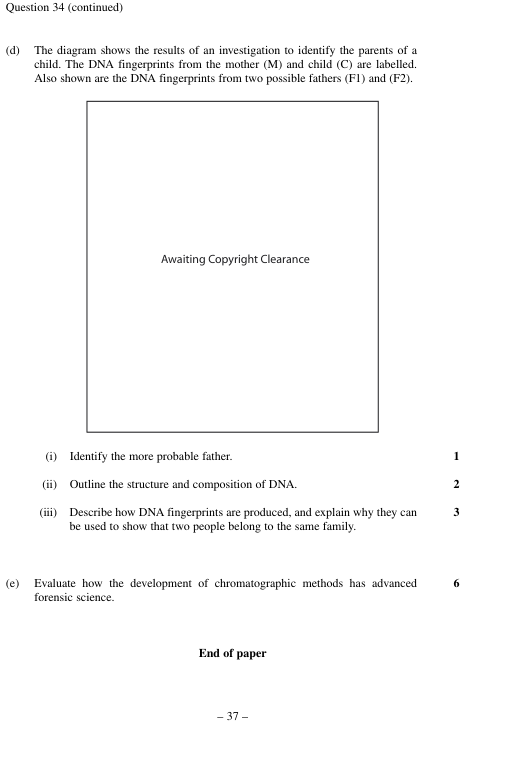 Question 34 (continued)
(d) The diagram shows the results of an investigation to identify the parents of a
child. The DNA fingerprints from the mother (M) and child (C) are labelled.
Also shown are the DNA fingerprints from two possible fathers (F1) and (F2).
Awaiting Copyright Clearance
(i) Identify the more probable father. 1
(ii) Outline the structure and composition of DNA. 2
(iii) Describe how DNA fingerprints are produced, and explain why they can 3
be used to show that two people belong to the same family.
(e) Evaluate how the development of chromatographic methods has advanced 6
forensic science.
End of paper
– 37 –